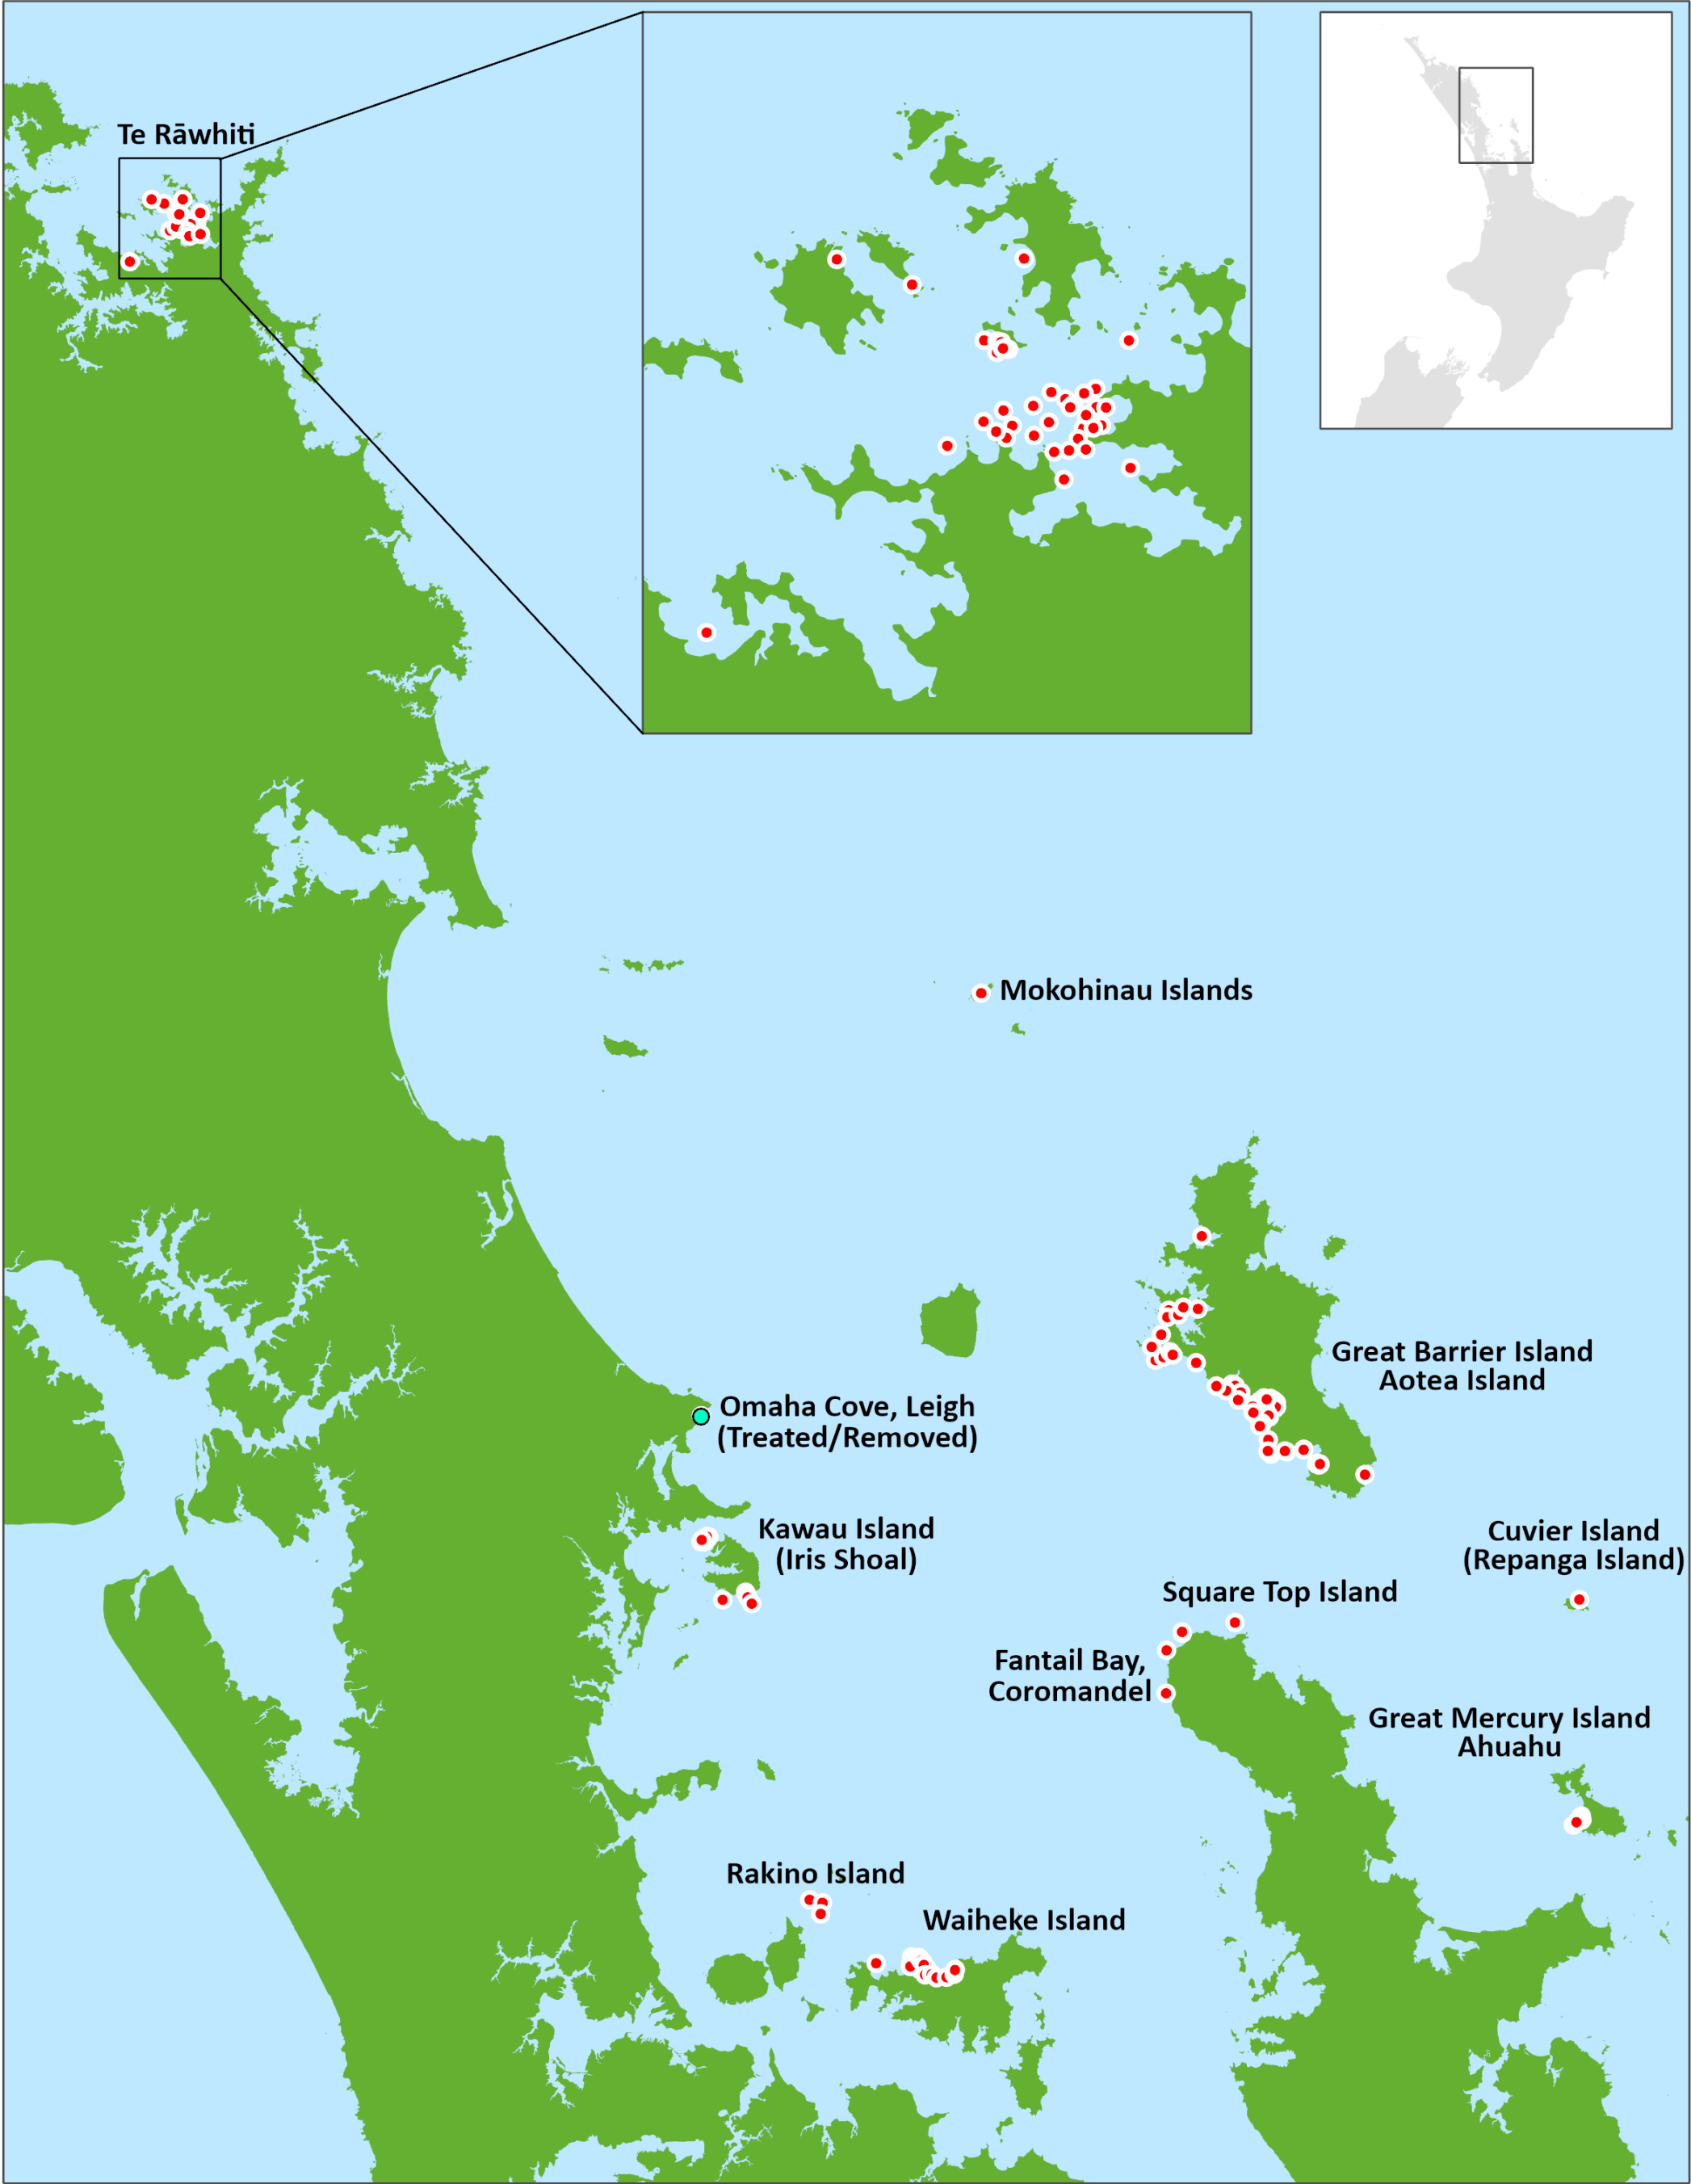 Te Rāwhiti
Mokohinau Islands
Great Barrier Island
Aotea Island
Omaha Cove, Leigh
(Treated/Removed)
Kawau Island
(Iris Shoal)
Cuvier Island
(Repanga Island)
Square Top Island
Fantail Bay,
Coromandel
Great Mercury Island
Ahuahu
Rakino Island
Waiheke Island